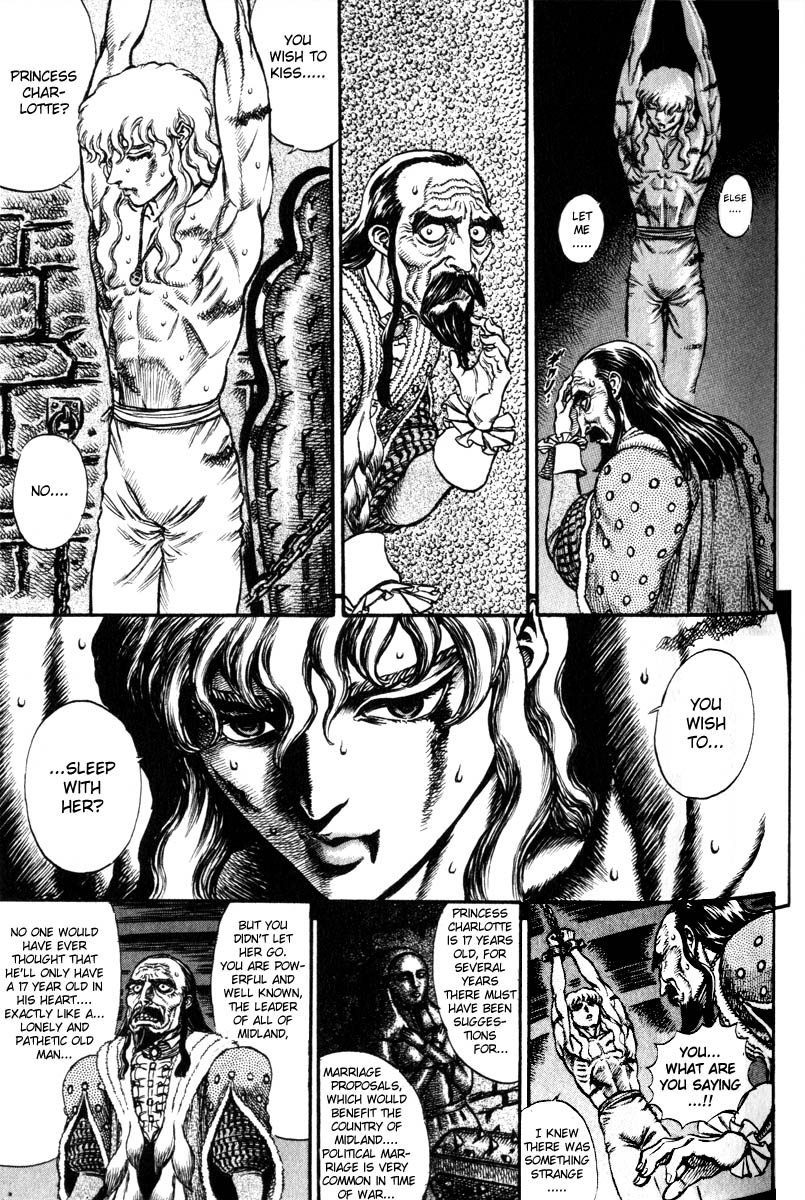 ELSE
....
LET
ME
.....
YOU
WISH TO
KISS.....
PRINCESS
CHAR-
LOTTE?
NO....
YOU
WISH
TO...
...SLEEP
WITH
HER?
YOU...
WHAT ARE
YOU SAYING
...!!
I KNEW
THERE WAS
SOMETHING
STRANGE
.....
PRINCESS
CHARLOTTE
IS 17 YEARS
OLD, FOR
SEVERAL
YEARS
THERE MUST
HAVE BEEN
SUGGES-
TIONS
FOR...
MARRIAGE
PROPOSALS,
WHICH WOULD
BENEFIT THE
COUNTRY OF
MIDLAND....
POLITICAL MAR-
RIAGE IS VERY
COMMON IN TIME
OF WAR...
BUT YOU
DIDN'T LET
HER GO.
YOU ARE POW-
ERFUL AND
WELL KNOWN,
THE LEADER
OF ALL OF
MIDLAND,
NO ONE WOULD
HAVE EVER
THOUGHT THAT
HE'LL ONLY HAVE
A 17 YEAR OLD IN
HIS HEART....
EXACTLY LIKE A...
LONELY AND
PATHETIC OLD
MAN...